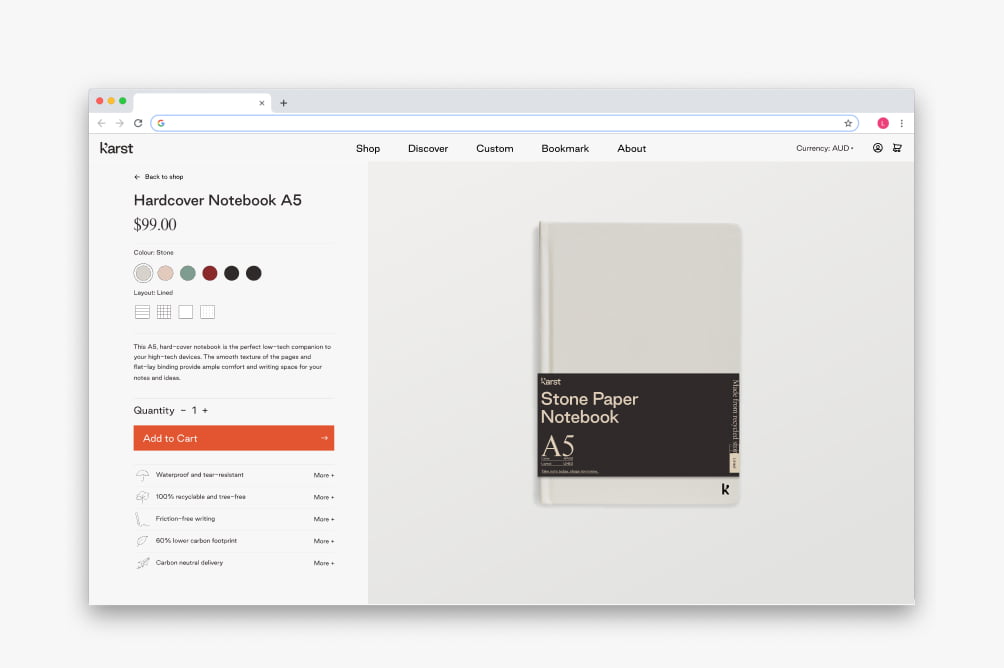 L
Karst
Shop
Discover
Custom
Bookmark
About
Currency: AUD
← Back to shop
Hardcover Notebook A5
$99.00
Colour: Stone
Layout: Lined
This A5, hard-cover notebook is the perfect low-tech companion to
your high-tech devices. The smooth texture of the pages and
flat-lay binding provide ample comfort and writing space for your
notes and ideas.
Quantity - 1 +
Add to Cart →
Waterproof and tear-resistant More +
100% recyclable and tree-free More +
Friction-free writing More +
60% lower carbon footprint More +
Carbon neutral delivery More +
Karst
Stone Paper
Notebook
A5
Made from recycled stone
k